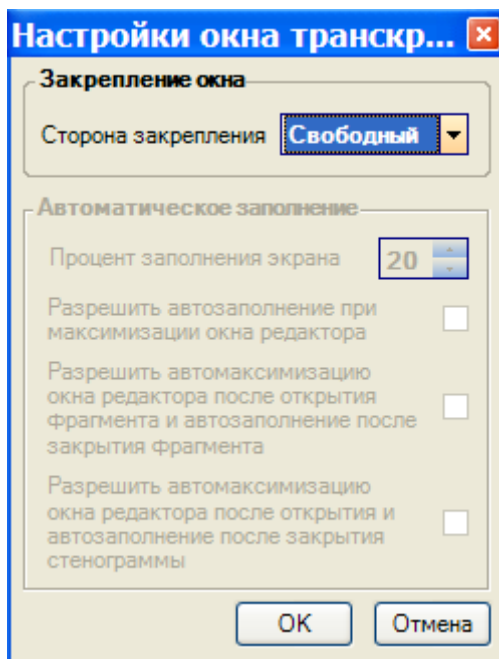 Настройки окна транскр...
Закрепление окна
Сторона закрепления Свободный
Автоматическое заполнение
Процент заполнения экрана 20
Разрешить автозаполнение при
максимизации окна редактора
Разрешить автомаксимизацию
окна редактора после открытия
Фрагмента и автозаполнение после
закрытия Фрагмента
Разрешить автомаксимизацию
окна редактора после открытия и
автозаполнение после закрытия
стенограммы
OK Отмена